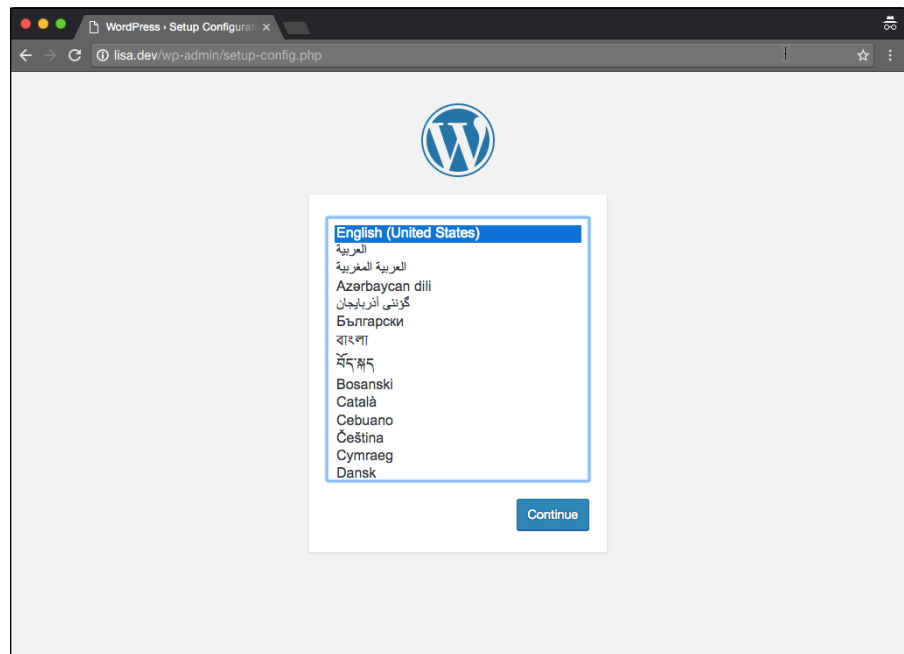 WordPress › Setup Configurati
lisa.dev/wp-admin/setup-config.php
English (United States)
العربية
العربية المغربية
Azərbaycan dili
گؤنئی آذربایجان
Български
বাংলা
བོད་སྐད
Bosanski
Català
Cebuano
Čeština
Cymraeg
Dansk
Continue